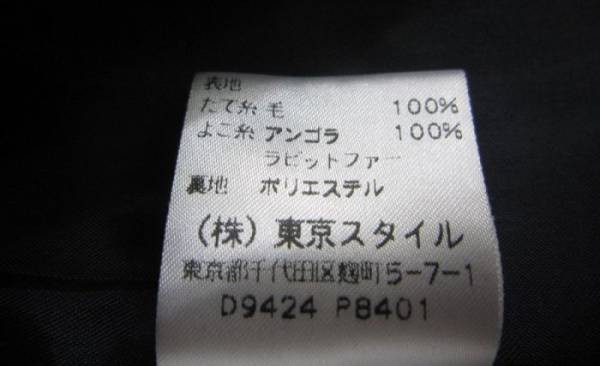 表地
たて糸 毛 100%
よこ糸 アンゴラ 100%
ラビットファー
裏地 ポリエステル
(株) 東京スタイル
東京都千代田区麹町5-7-1
D9424 P8401